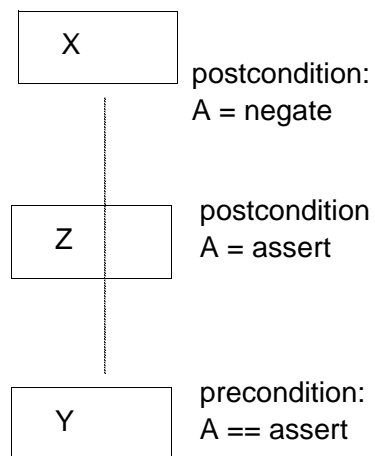 X
postcondition:
A = negate
postcondition
Z
A = assert
precondition:
Y
A == assert